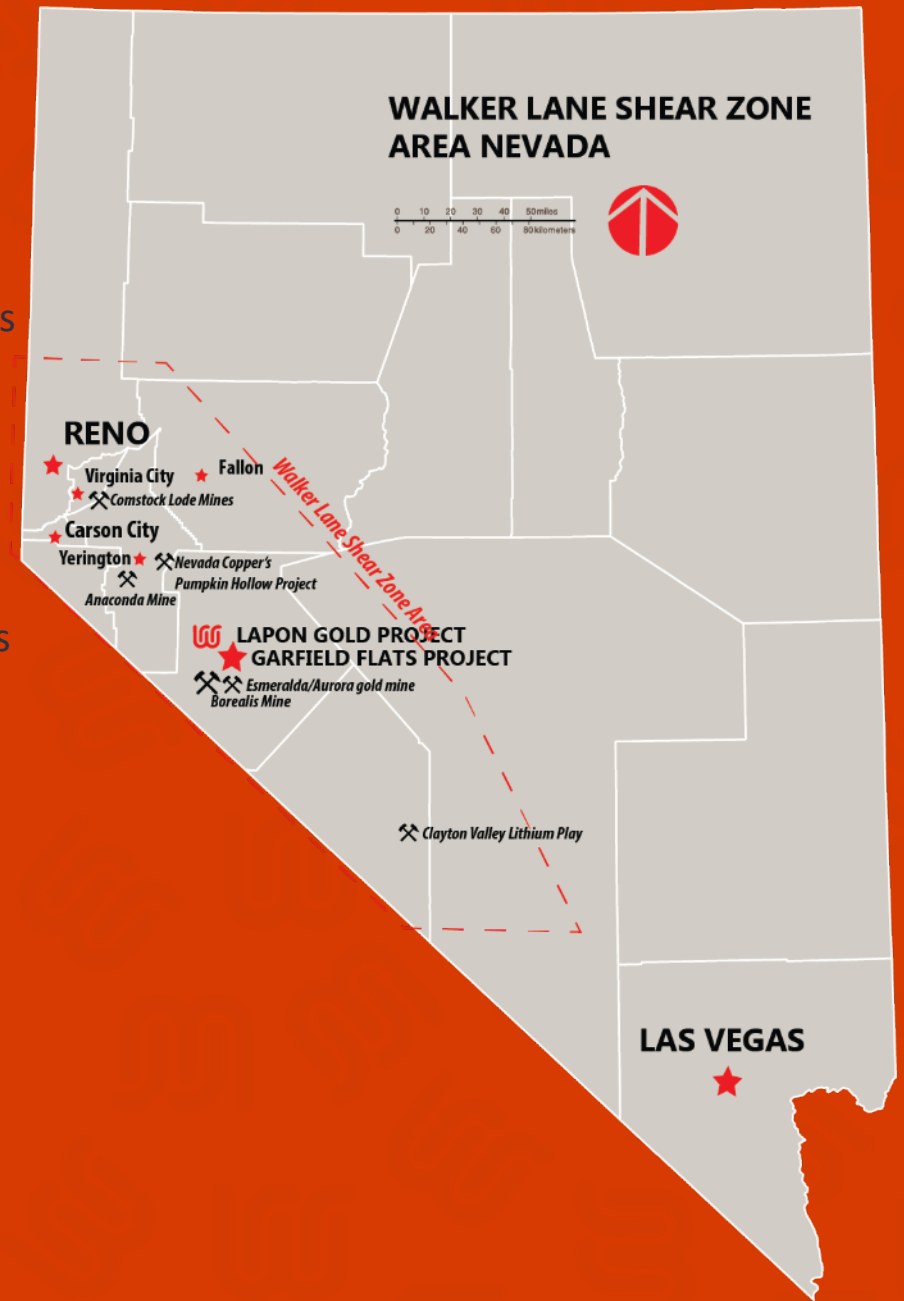 WALKER LANE SHEAR ZONE
AREA NEVADA
0 10 20 30 40 50miles
0 20 40 60 80kilometers
S
RENO
Virginia City
Fallon
Comstock Lode Mines
Walker Lane Shear Zone Area
Carson City
Yerington
Nevada Copper's
Pumpkin Hollow Project
Anaconda Mine
S
LAPON GOLD PROJECT
GARFIELD FLATS PROJECT
Esmeralda/Aurora gold mine
Borealis Mine
Clayton Valley Lithium Play
LAS VEGAS